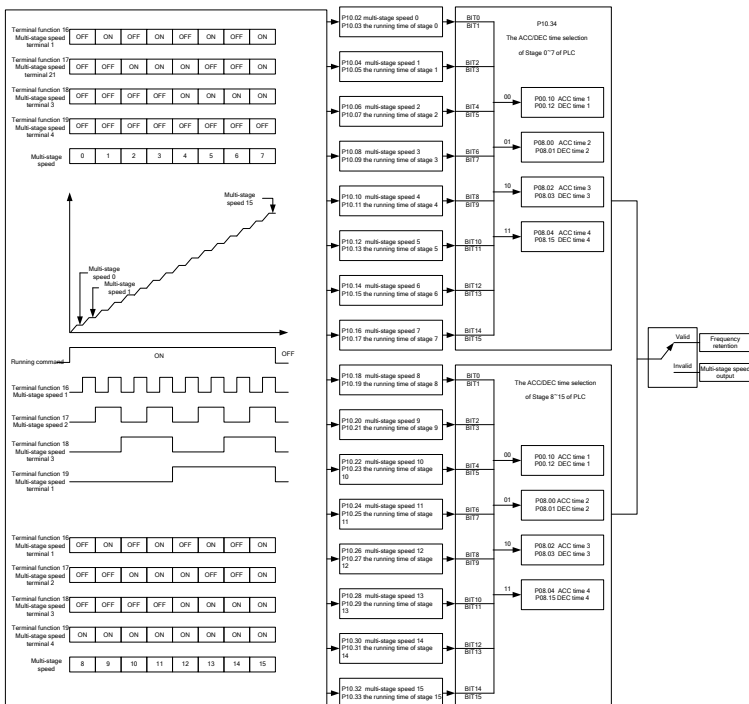 Terminal function 16
Multi-stage speed
terminal 1
OFF ON OFF ON OFF ON OFF ON
Terminal function 17
Multi-stage speed
terminal 21
OFF OFF ON ON OFF OFF ON ON
Terminal function 18
Multi-stage speed
terminal 3
OFF OFF OFF OFF ON ON ON ON
Terminal function 19
Multi-stage speed
terminal 4
OFF OFF OFF OFF OFF OFF OFF OFF
Multi-stage
speed
0 1 2 3 4 5 6 7
Multi-stage
speed 15
Multi-stage
speed 0
Multi-stage
speed 1
Running command
ON
OFF
Terminal function 16
Multi-stage speed 1
Terminal function 17
Multi-stage speed 2
Terminal function 18
Multi-stage speed
terminal 3
Terminal function 19
Multi-stage speed
terminal 1
Terminal function 16
Multi-stage speed
terminal 1
OFF ON OFF ON OFF ON OFF ON
Terminal function 17
Multi-stage speed
terminal 2
OFF OFF ON ON OFF OFF ON ON
Terminal function 18
Multi-stage speed
terminal 3
OFF OFF OFF OFF ON ON ON ON
Terminal function 19
Multi-stage speed
terminal 4
ON ON ON ON ON ON ON ON
Multi-stage
speed
8 9 10 11 12 13 14 15
P10.02 multi-stage speed 0
P10.03 the running time of stage 0
BIT0
BIT1
P10.04 multi-stage speed 1
P10.05 the running time of stage 1
BIT2
BIT3
P10.06 multi-stage speed 2
P10.07 the running time of stage 2
BIT4
BIT5
P10.08 multi-stage speed 3
P10.09 the running time of stage 3
BIT6
BIT7
P10.10 multi-stage speed 4
P10.11 the running time of stage 4
BIT8
BIT9
P10.12 multi-stage speed 5
P10.13 the running time of stage 5
BIT10
BIT11
P10.14 multi-stage speed 6
P10.15 the running time of stage 6
BIT12
BIT13
P10.16 multi-stage speed 7
P10.17 the running time of stage 7
BIT14
BIT15
P10.34
The ACC/DEC time selection
of Stage 0~7 of PLC
00
P00.10 ACC time 1
P00.12 DEC time 1
01
P08.00 ACC time 2
P08.01 DEC time 2
10
P08.02 ACC time 3
P08.03 DEC time 3
11
P08.04 ACC time 4
P08.15 DEC time 4
P10.18 multi-stage speed 8
P10.19 the running time of stage 8
BIT0
BIT1
P10.20 multi-stage speed 9
P10.21 the running time of stage 9
BIT2
BIT3
P10.22 multi-stage speed 10
P10.23 the running time of stage
10
BIT4
BIT5
P10.24 multi-stage speed 11
P10.25 the running time of stage
11
BIT6
BIT7
P10.26 multi-stage speed 12
P10.27 the running time of stage
12
BIT8
BIT9
P10.28 multi-stage speed 13
P10.29 the running time of stage
13
BIT10
BIT11
P10.30 multi-stage speed 14
P10.31 the running time of stage
14
BIT12
BIT13
P10.32 multi-stage speed 15
P10.33 the running time of stage 15
BIT14
BIT15
The ACC/DEC time selection
of Stage 8~15 of PLC
00
P00.10 ACC time 1
P00.12 DEC time 1
01
P08.00 ACC time 2
P08.01 DEC time 2
10
P08.02 ACC time 3
P08.03 DEC time 3
11
P08.04 ACC time 4
P08.15 DEC time 4
Valid
Frequency
retention
Invalid
Multi-stage speed
output